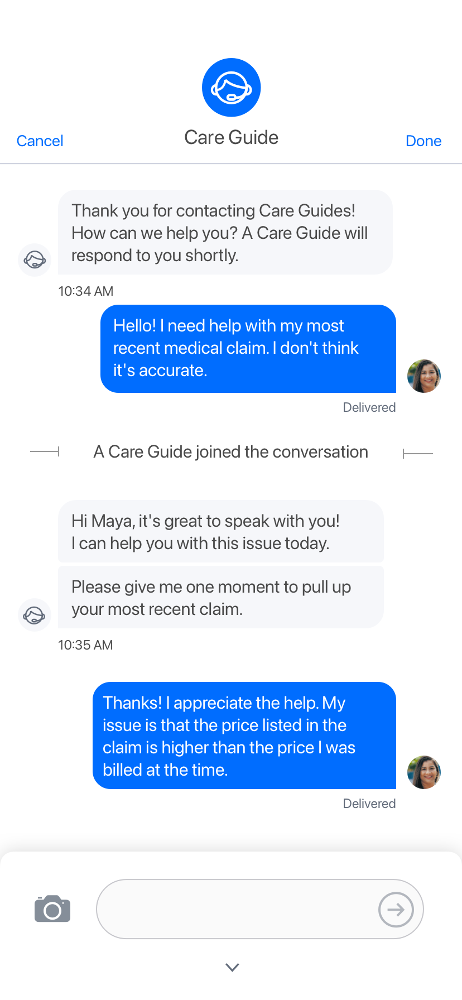 Cancel
Care Guide
Done
Thank you for contacting Care Guides!
How can we help you? A Care Guide will
respond to you shortly.
10:34 AM
Hello! I need help with my most
recent medical claim. I don't think
it's accurate.
Delivered
A Care Guide joined the conversation
Hi Maya, it's great to speak with you!
I can help you with this issue today.
Please give me one moment to pull up
your most recent claim.
10:35 AM
Thanks! I appreciate the help. My
issue is that the price listed in the
claim is higher than the price I was
billed at the time.
Delivered